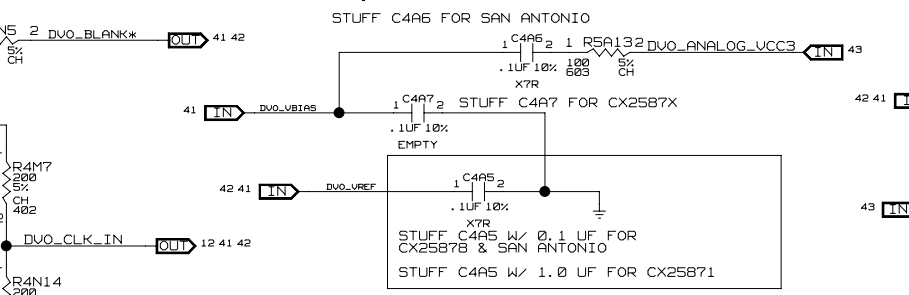 STUFF C4A6 FOR SAN ANTONIO
N5 2 DVO_BLANK* OUT 41 42
5%
CH
1 C4A6 2 1 R5A13 2 DVO_ANALOG_VCC3 IN 43
.1UF 10% 100 5%
603 CH
X7R
41 IN DVO_VBIAS 1 C4A7 2 STUFF C4A7 FOR CX2587X
.1UF 10%
EMPTY
42 41
R4M7
200
5%
CH
402
42 41 IN DVO_VREF 1 C4A5 2
.1UF 10%
X7R
43 IN
STUFF C4A5 W/ 0.1 UF FOR
CX25878 & SAN ANTONIO
STUFF C4A5 W/ 1.0 UF FOR CX25871
DVO_CLK_IN OUT 12 41 42
R4N14
200